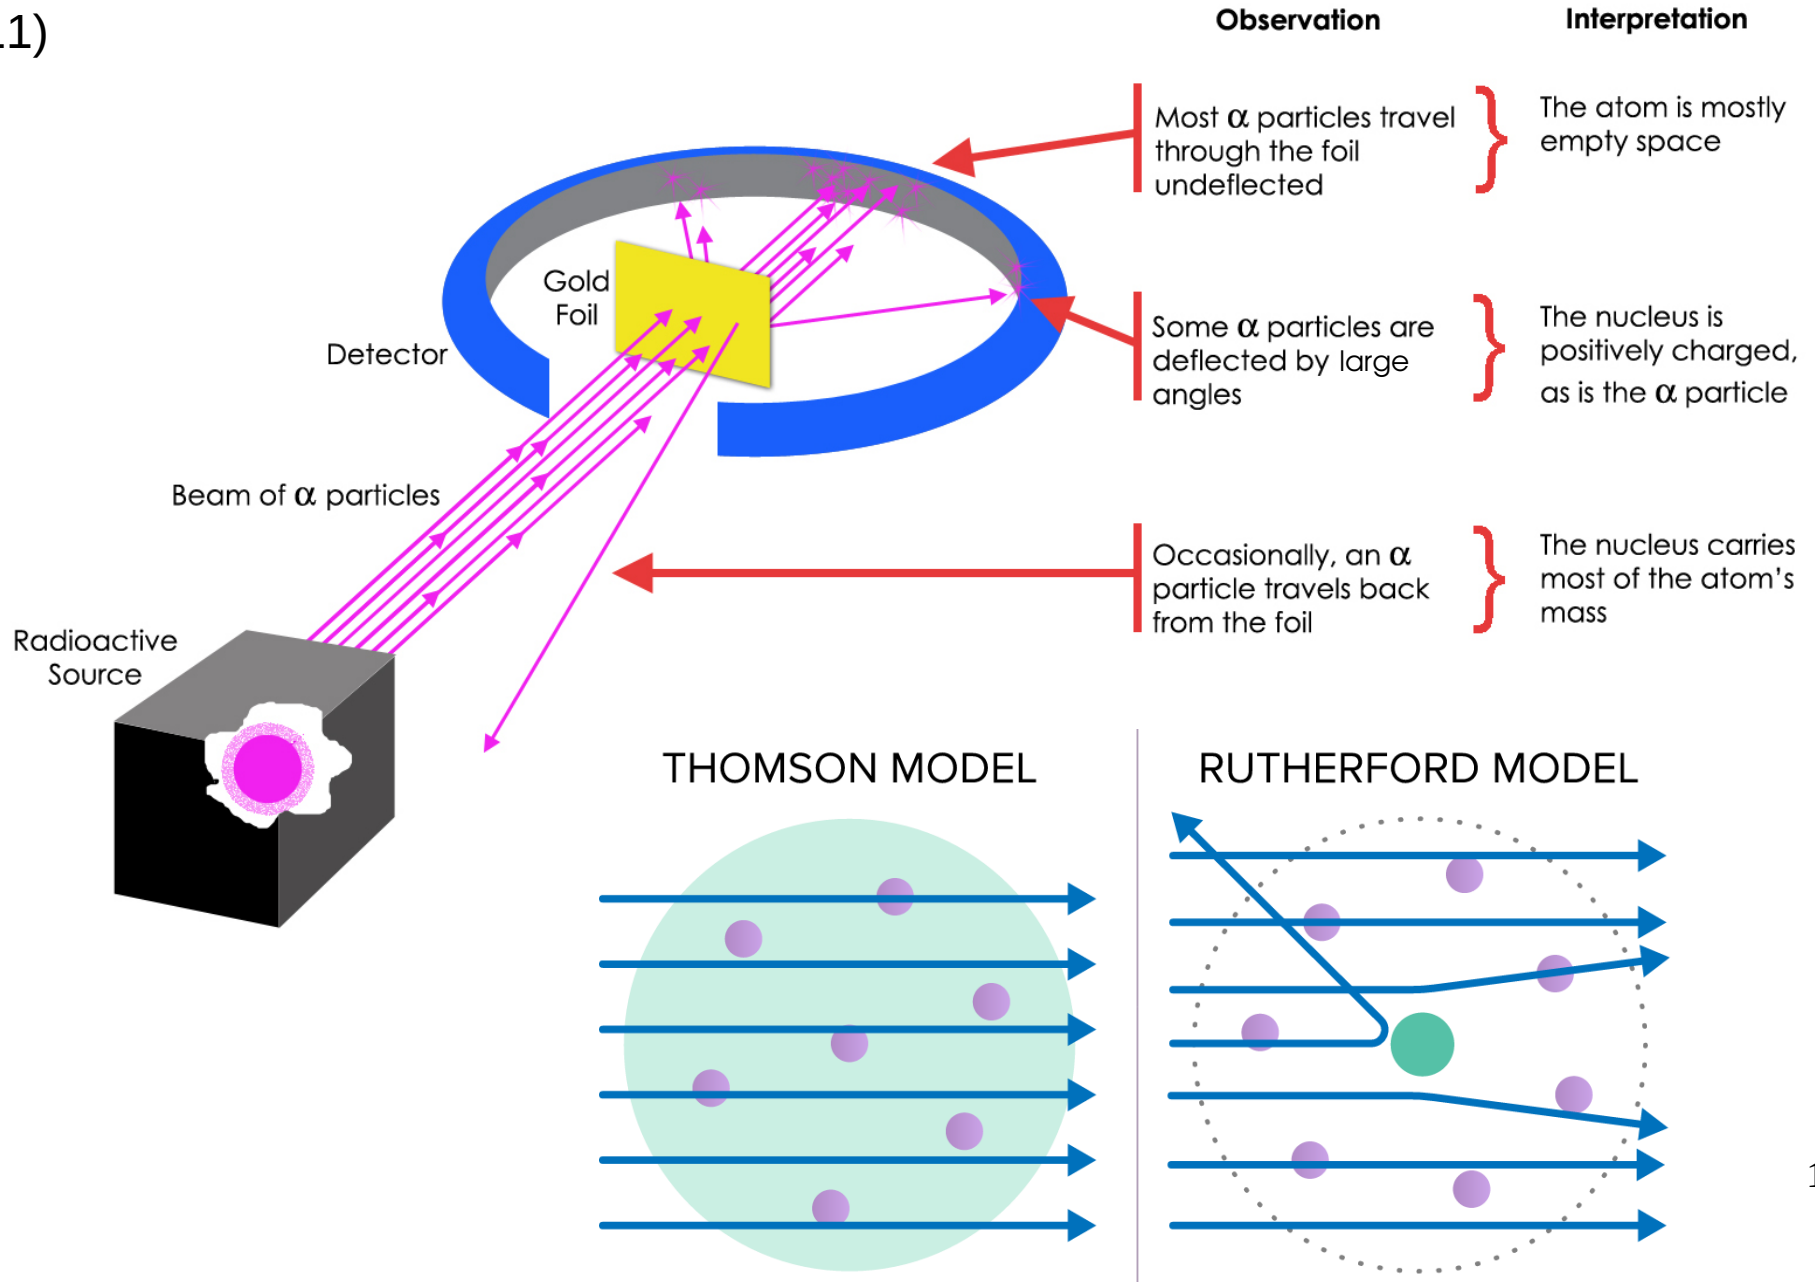 11)
Observation
Interpretation
Most α particles travel
through the foil
undeflected
The atom is mostly
empty space
Gold
Foil
Detector
Some α particles are
deflected by large
angles
The nucleus is
positively charged,
as is the α particle
Beam of α particles
Occasionally, an α
particle travels back
from the foil
The nucleus carries
most of the atom's
mass
Radioactive
Source
THOMSON MODEL
RUTHERFORD MODEL
1